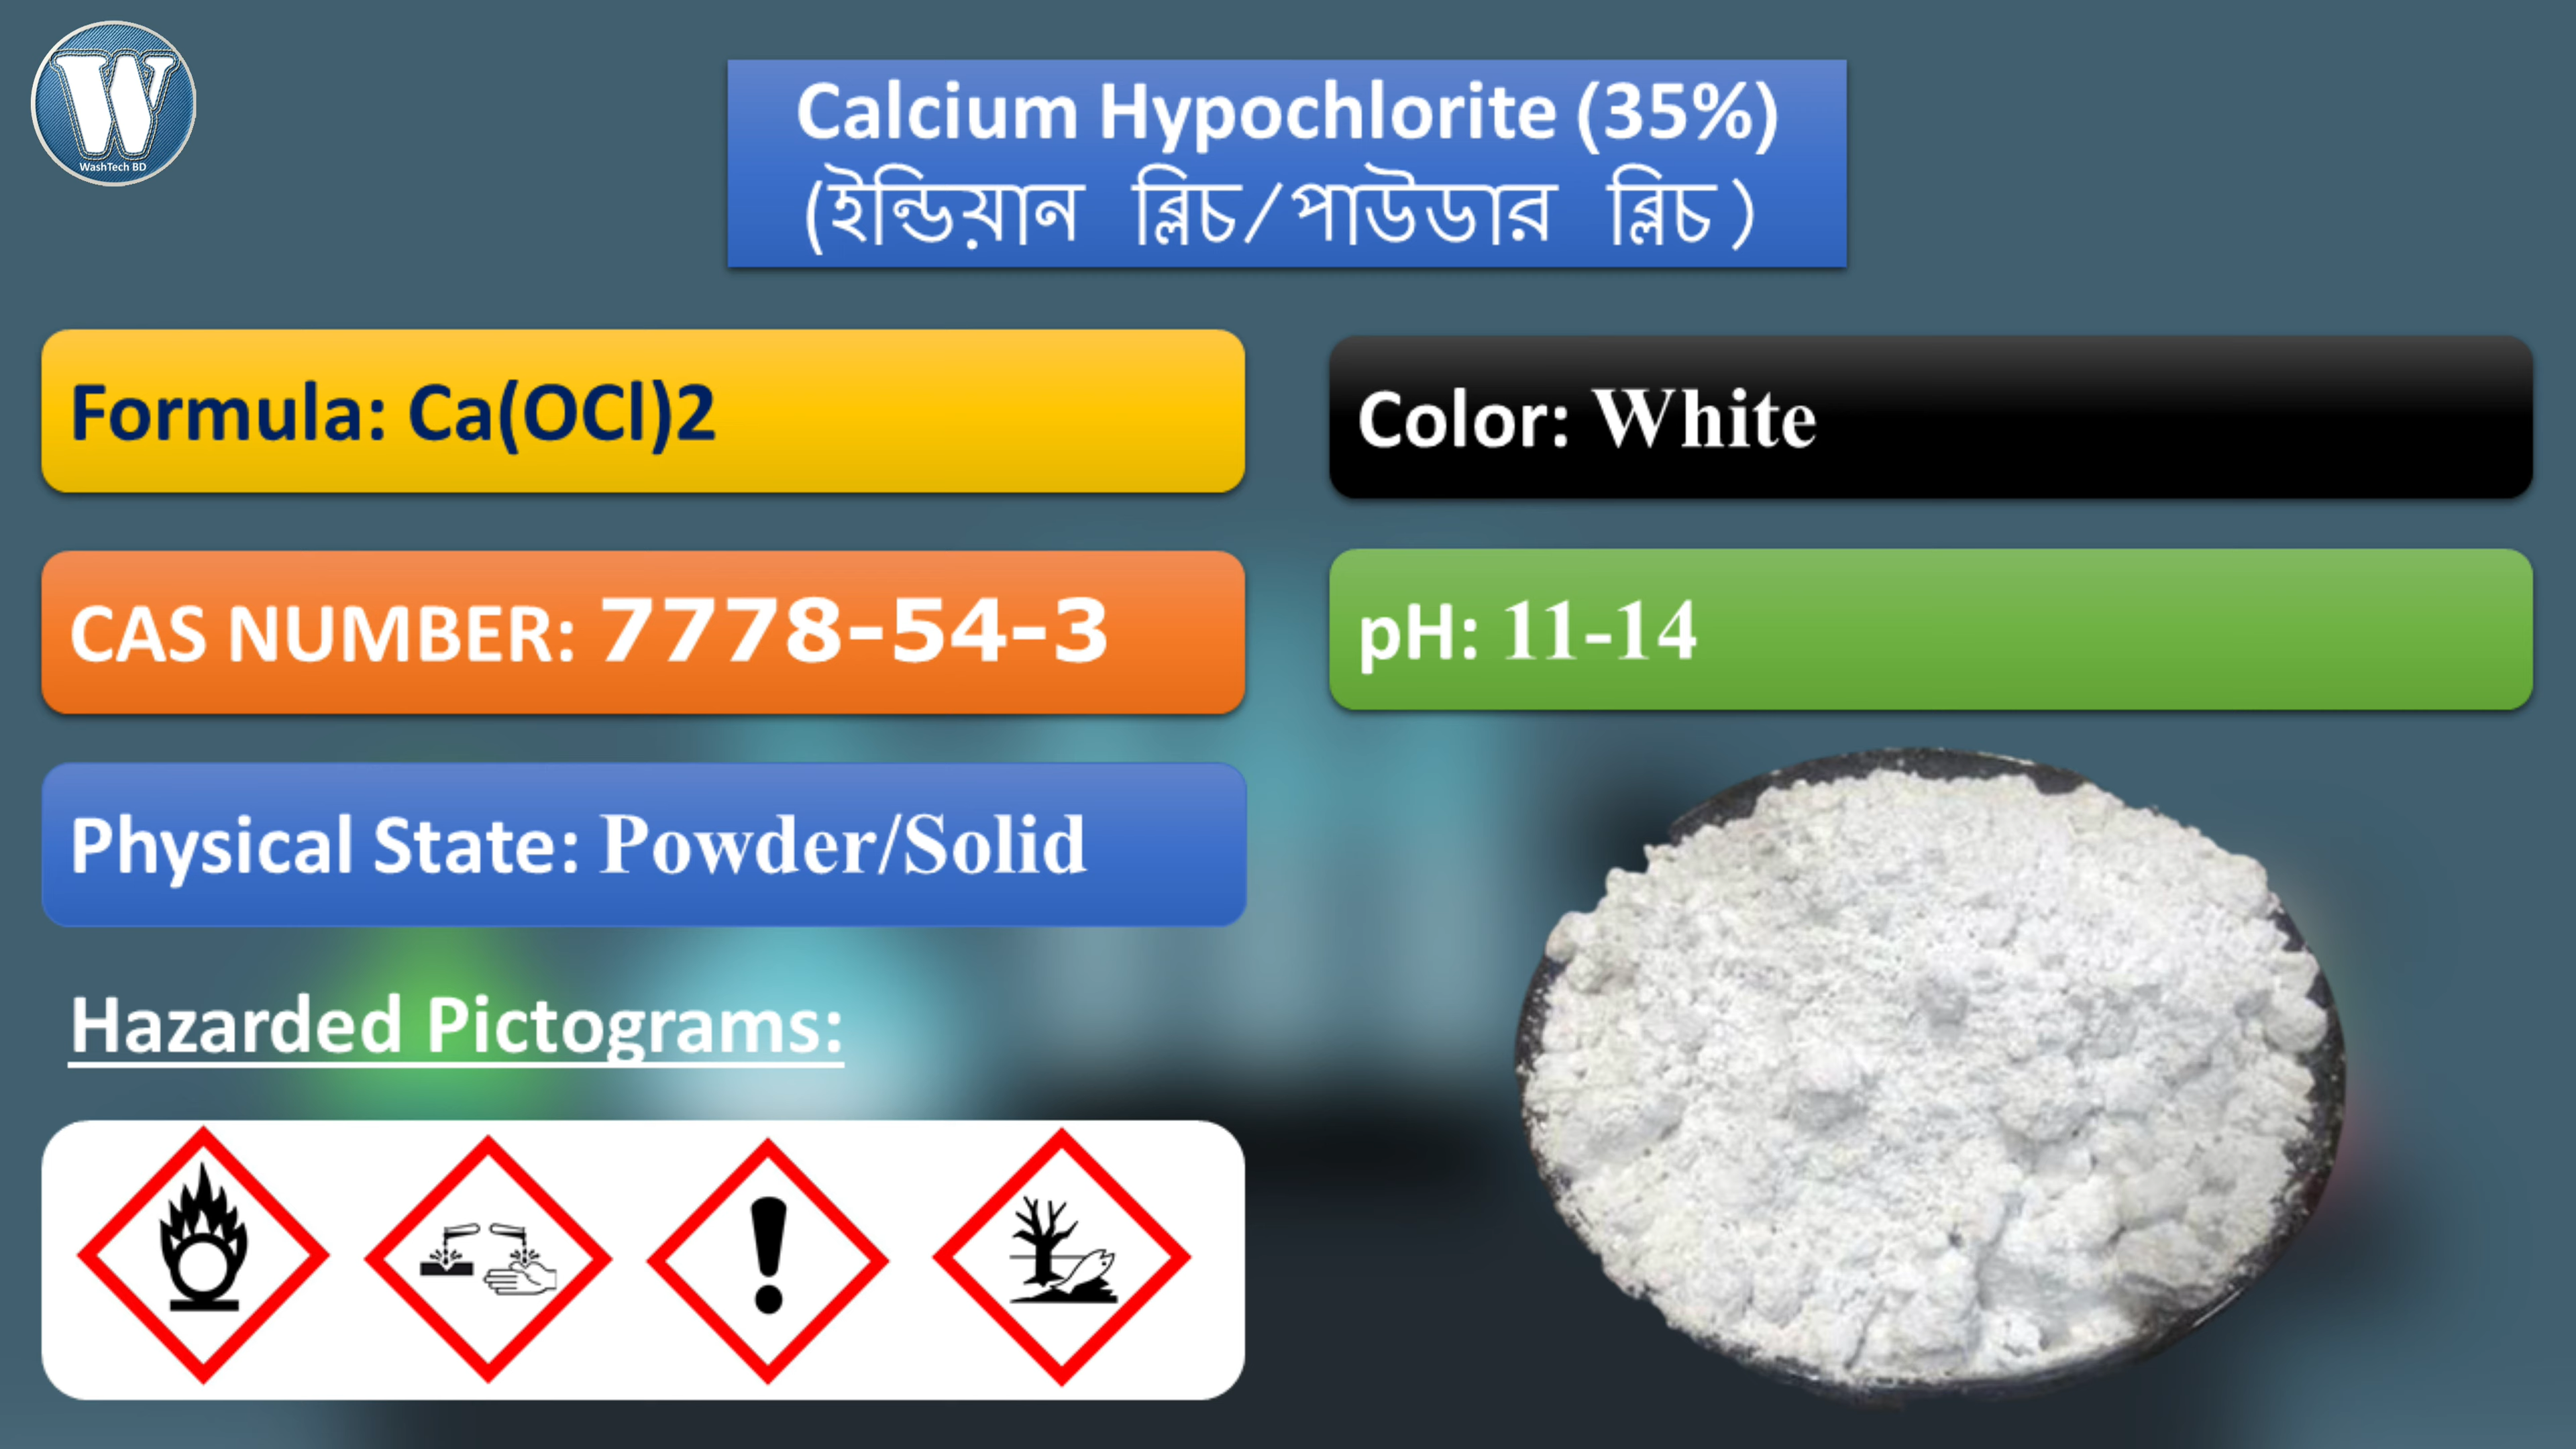 W
WashTech BD
Calcium Hypochlorite (35%)
(ইন্ডিয়ান ব্লিচ/পাউডার ব্লিচ)
Formula: Ca(OCl)2
Color: White
CAS NUMBER: 7778-54-3
pH: 11-14
Physical State: Powder/Solid
Hazarded Pictograms: